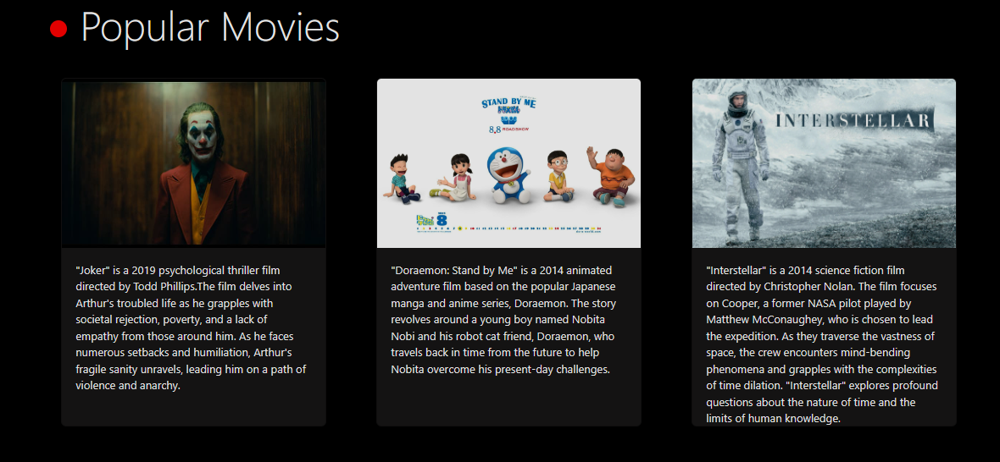 Popular Movies
STAND BY ME
8.8 ROADSHOW
8
INTERSTELLAR
"Joker" is a 2019 psychological thriller film
directed by Todd Phillips.The film delves into
Arthur's troubled life as he grapples with
societal rejection, poverty, and a lack of
empathy from those around him. As he faces
numerous setbacks and humiliation, Arthur's
fragile sanity unravels, leading him on a path of
violence and anarchy.
"Doraemon: Stand by Me" is a 2014 animated
adventure film based on the popular Japanese
manga and anime series, Doraemon. The story
revolves around a young boy named Nobita
Nobi and his robot cat friend, Doraemon, who
travels back in time from the future to help
Nobita overcome his present-day challenges.
"Interstellar" is a 2014 science fiction film
directed by Christopher Nolan. The film focuses
on Cooper, a former NASA pilot played by
Matthew McConaughey, who is chosen to lead
the expedition. As they traverse the vastness of
space, the crew encounters mind-bending
phenomena and grapples with the complexities
of time dilation. "Interstellar" explores profound
questions about the nature of time and the
limits of human knowledge.